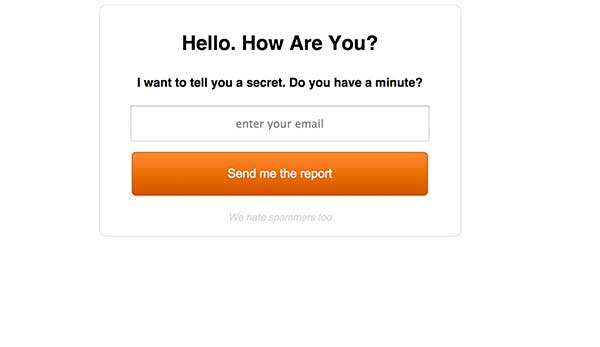 Hello. How Are You?
I want to tell you a secret. Do you have a minute?
enter your email
Send me the report
We hate spammers too